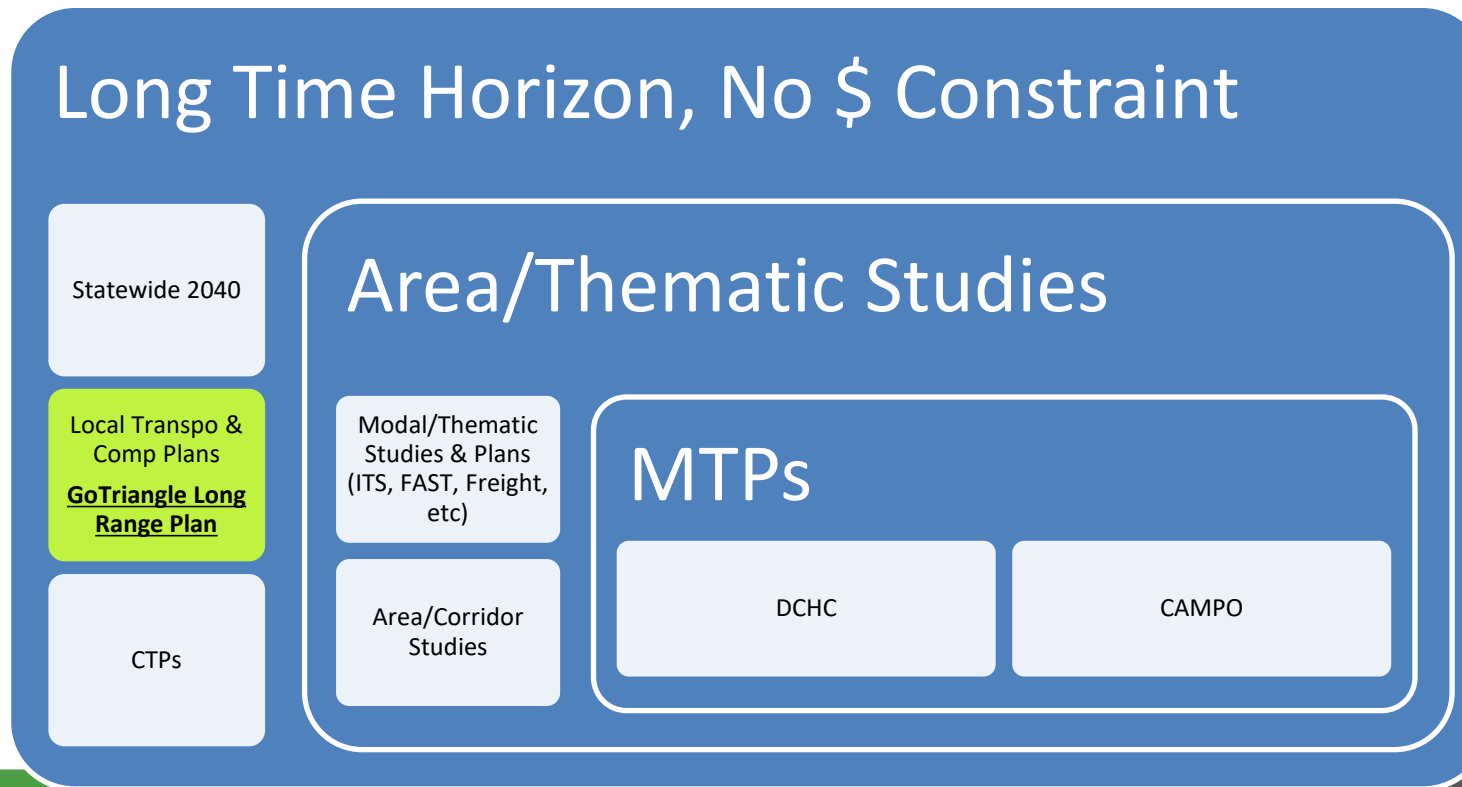 Long Time Horizon, No $ Constraint
Statewide 2040
Local Transpo &
Comp Plans
GoTriangle Long
Range Plan
CTPs
Area/Thematic Studies
Modal/Thematic
Studies & Plans
(ITS, FAST, Freight,
etc)
Area/Corridor
Studies
MTPs
DCHC
CAMPO